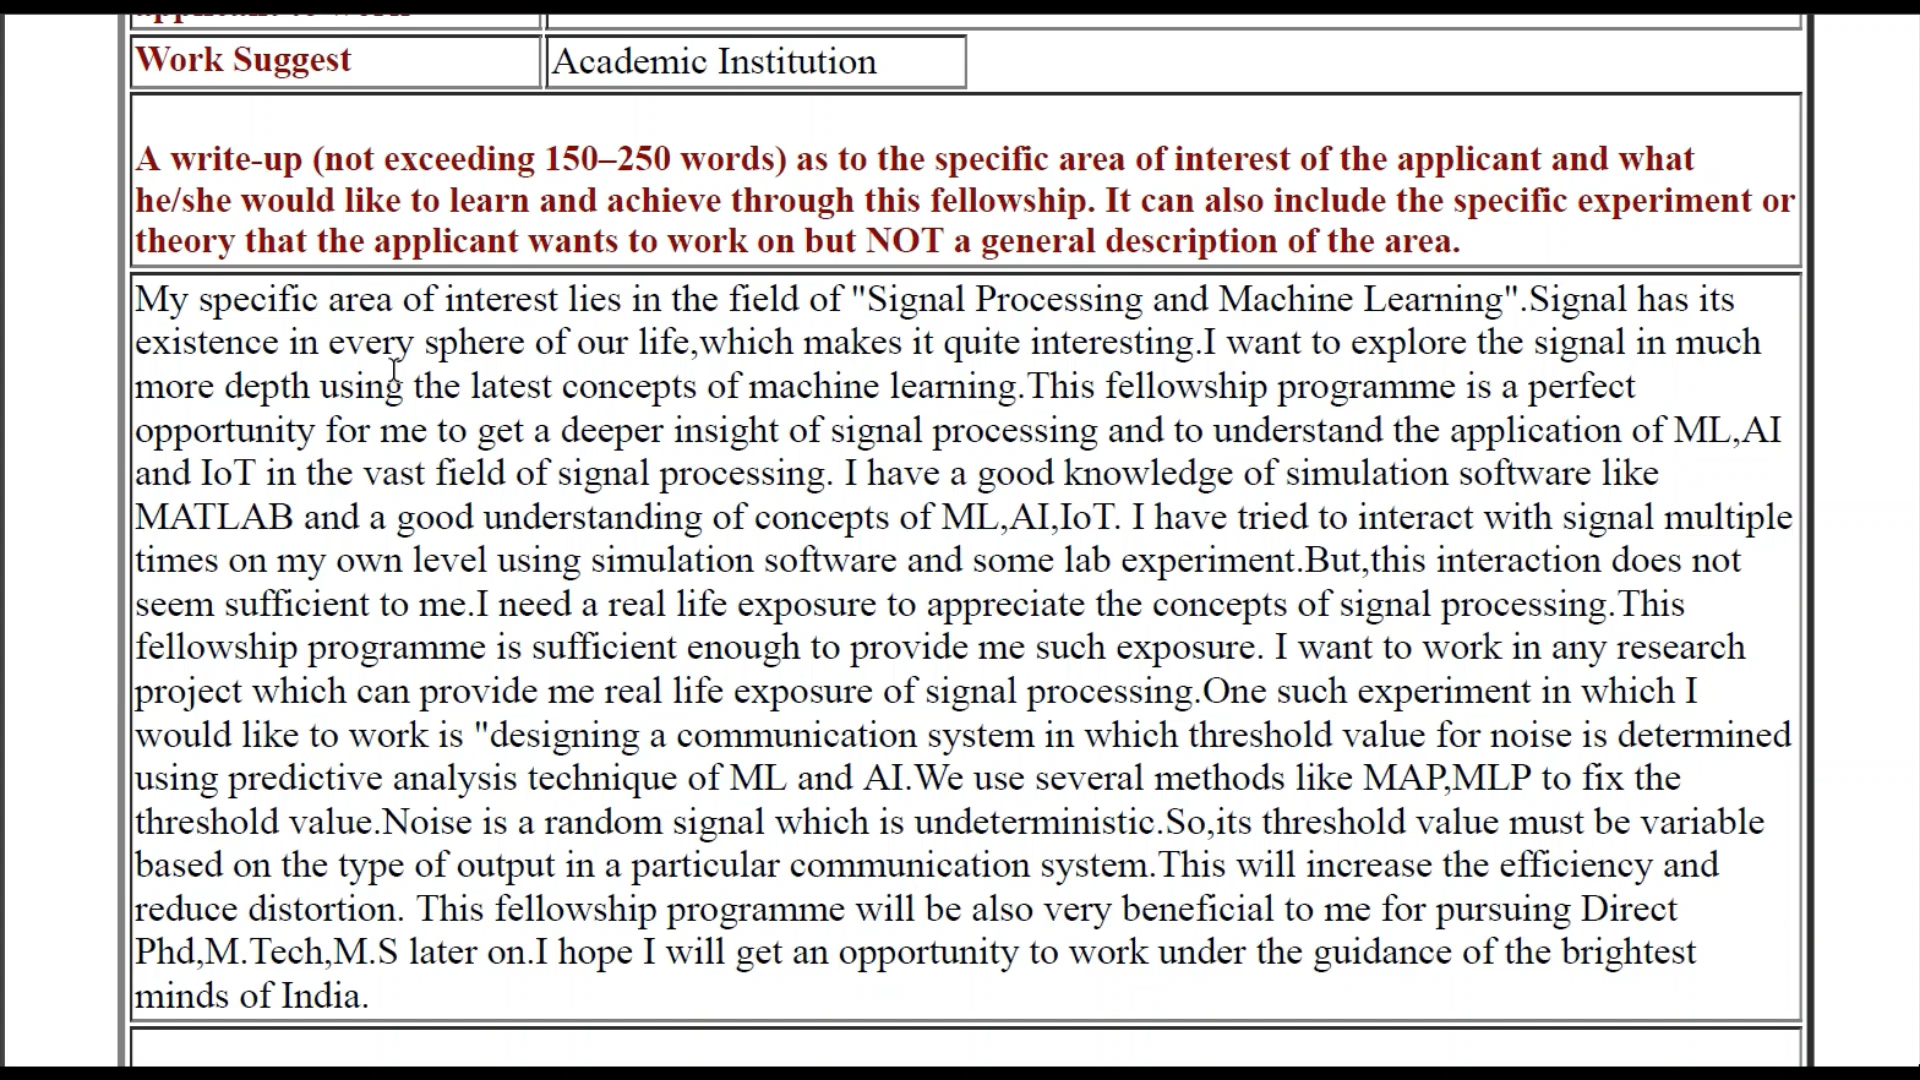 Work Suggest
Academic Institution
A write-up (not exceeding 150–250 words) as to the specific area of interest of the applicant and what
he/she would like to learn and achieve through this fellowship. It can also include the specific experiment or
theory that the applicant wants to work on but NOT a general description of the area.
My specific area of interest lies in the field of "Signal Processing and Machine Learning".Signal has its
existence in every sphere of our life,which makes it quite interesting.I want to explore the signal in much
more depth using the latest concepts of machine learning.This fellowship programme is a perfect
opportunity for me to get a deeper insight of signal processing and to understand the application of ML,AI
and IoT in the vast field of signal processing. I have a good knowledge of simulation software like
MATLAB and a good understanding of concepts of ML,AI,IoT. I have tried to interact with signal multiple
times on my own level using simulation software and some lab experiment.But,this interaction does not
seem sufficient to me.I need a real life exposure to appreciate the concepts of signal processing.This
fellowship programme is sufficient enough to provide me such exposure. I want to work in any research
project which can provide me real life exposure of signal processing.One such experiment in which I
would like to work is "designing a communication system in which threshold value for noise is determined
using predictive analysis technique of ML and AI.We use several methods like MAP,MLP to fix the
threshold value.Noise is a random signal which is undeterministic.So,its threshold value must be variable
based on the type of output in a particular communication system.This will increase the efficiency and
reduce distortion. This fellowship programme will be also very beneficial to me for pursuing Direct
Phd,M.Tech,M.S later on.I hope I will get an opportunity to work under the guidance of the brightest
minds of India.